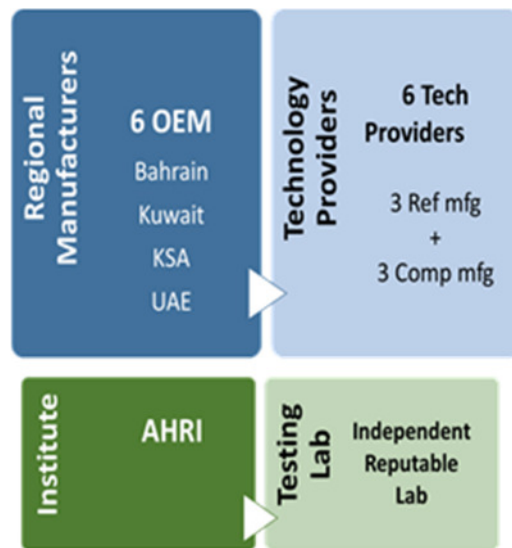 Regional
Manufacturers
6 OEM
Bahrain
Kuwait
KSA
UAE
Technology
Providers
6 Tech
Providers
3 Ref mfg
+
3 Comp mfg
Institute
AHRI
Testing
Lab
Independent
Reputable
Lab